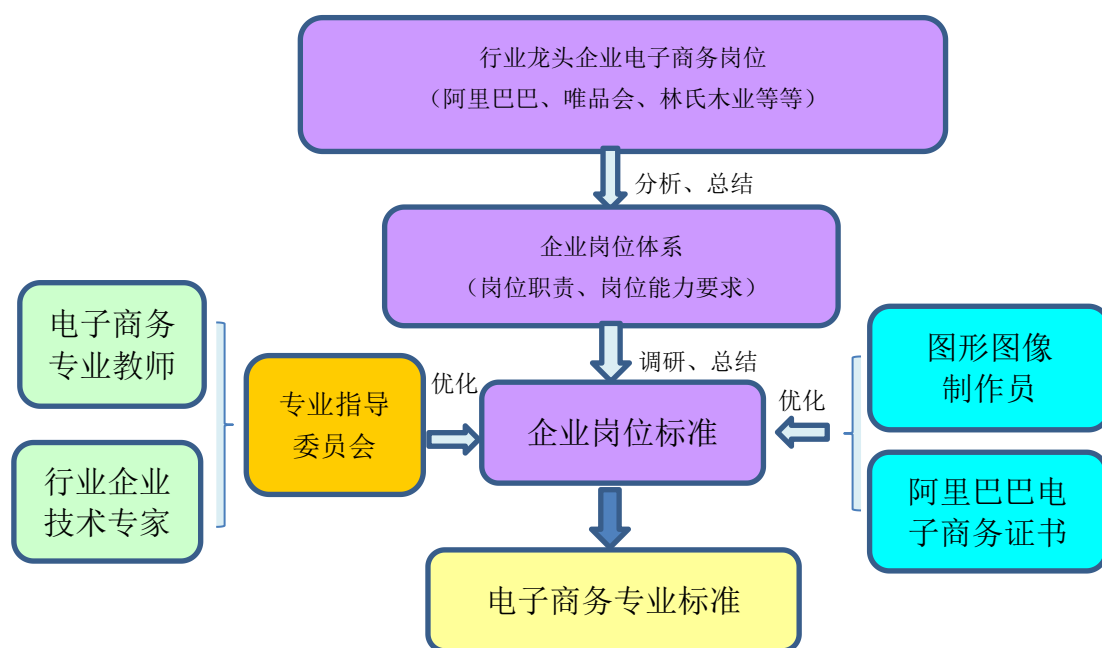 行业龙头企业电子商务岗位
（阿里巴巴、唯品会、林氏木业等等）
分析、总结
企业岗位体系
（岗位职责、岗位能力要求）
调研、总结
电子商务
专业教师
行业企业
技术专家
专业指导
委员会
优化
企业岗位标准
优化
图形图像
制作员
阿里巴巴电
子商务证书
电子商务专业标准